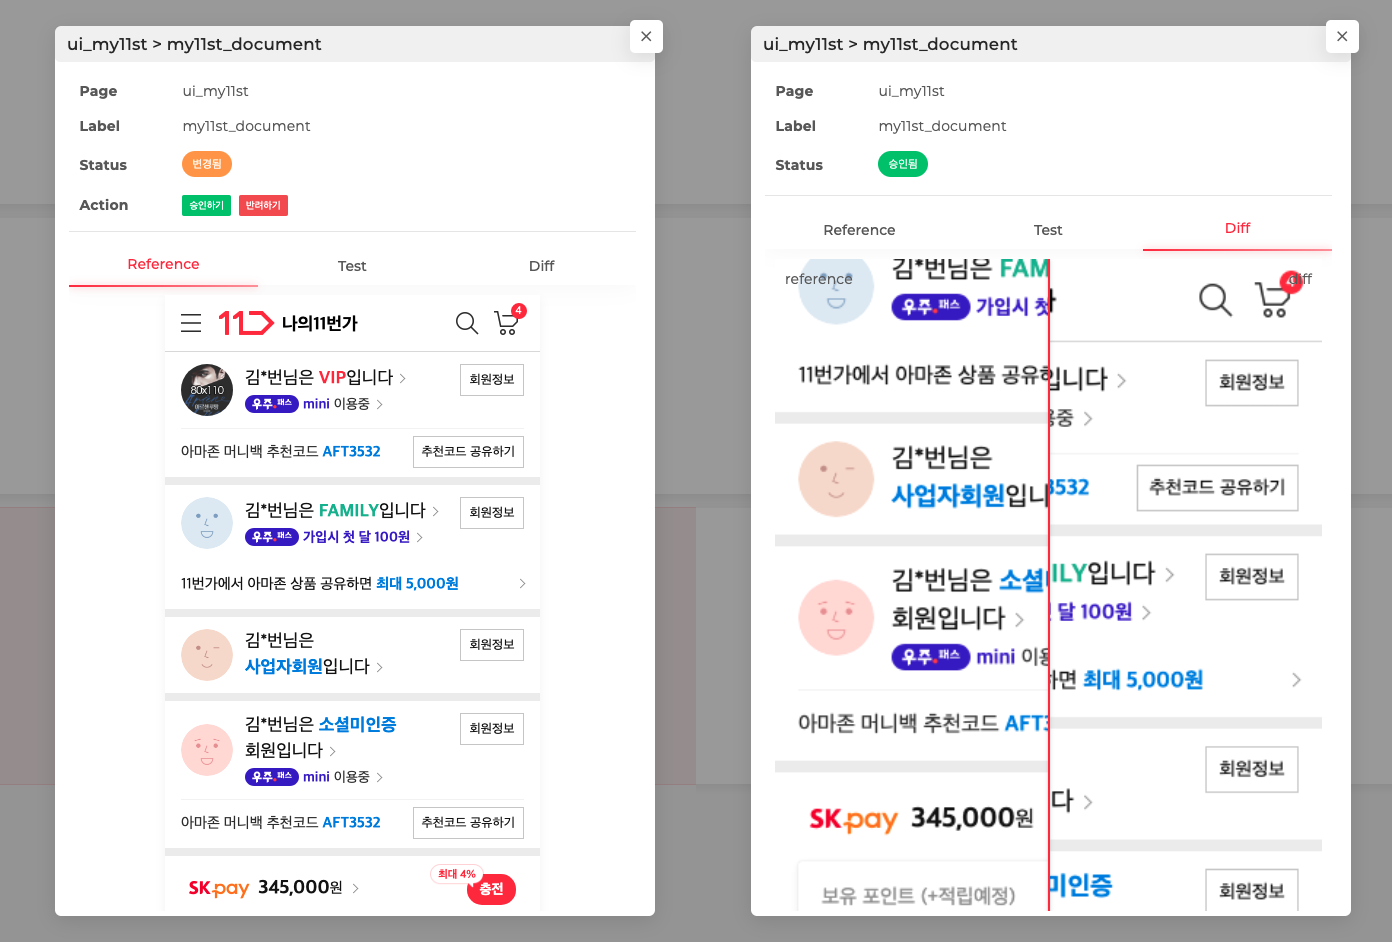 ui_my11st > my11st_document
Page ui_my11st
Label my11st_document
Status 변경됨
Action 승인하기 반려하기
Reference Test Diff
11 나의11번가 4
80x110
김*번님은 VIP입니다
우주패스 mini 이용중
회원정보
아마존 머니백 추천코드 AFT3532
추천코드 공유하기
김*번님은 FAMILY입니다
우주패스 가입시 첫 달 100원
회원정보
11번가에서 아마존 상품 공유하면 최대 5,000원
김*번님은
사업자회원입니다
회원정보
김*번님은 소셜미인증
회원입니다
우주패스 mini 이용중
회원정보
아마존 머니백 추천코드 AFT3532
추천코드 공유하기
SK pay 345,000원
최대 4%
충전
ui_my11st > my11st_document
Page ui_my11st
Label my11st_document
Status 승인됨
Reference Test Diff
reference
diff
김*번님은 FAM
우주패스 가입시 첫
11번가에서 아마존 상품 공유하
김*번님은
사업자회원입니
김*번님은 소셜
회원입니다
우주패스 mini 이용
아마존 머니백 추천코드 AFT3
SK pay 345,000원
보유 포인트 (+적립예정)
입니다
회원정보
용중
3532
추천코드 공유하기
ILY입니다
회원정보
달 100원
하면 최대 5,000원
회원정보
다
미인증
회원정보